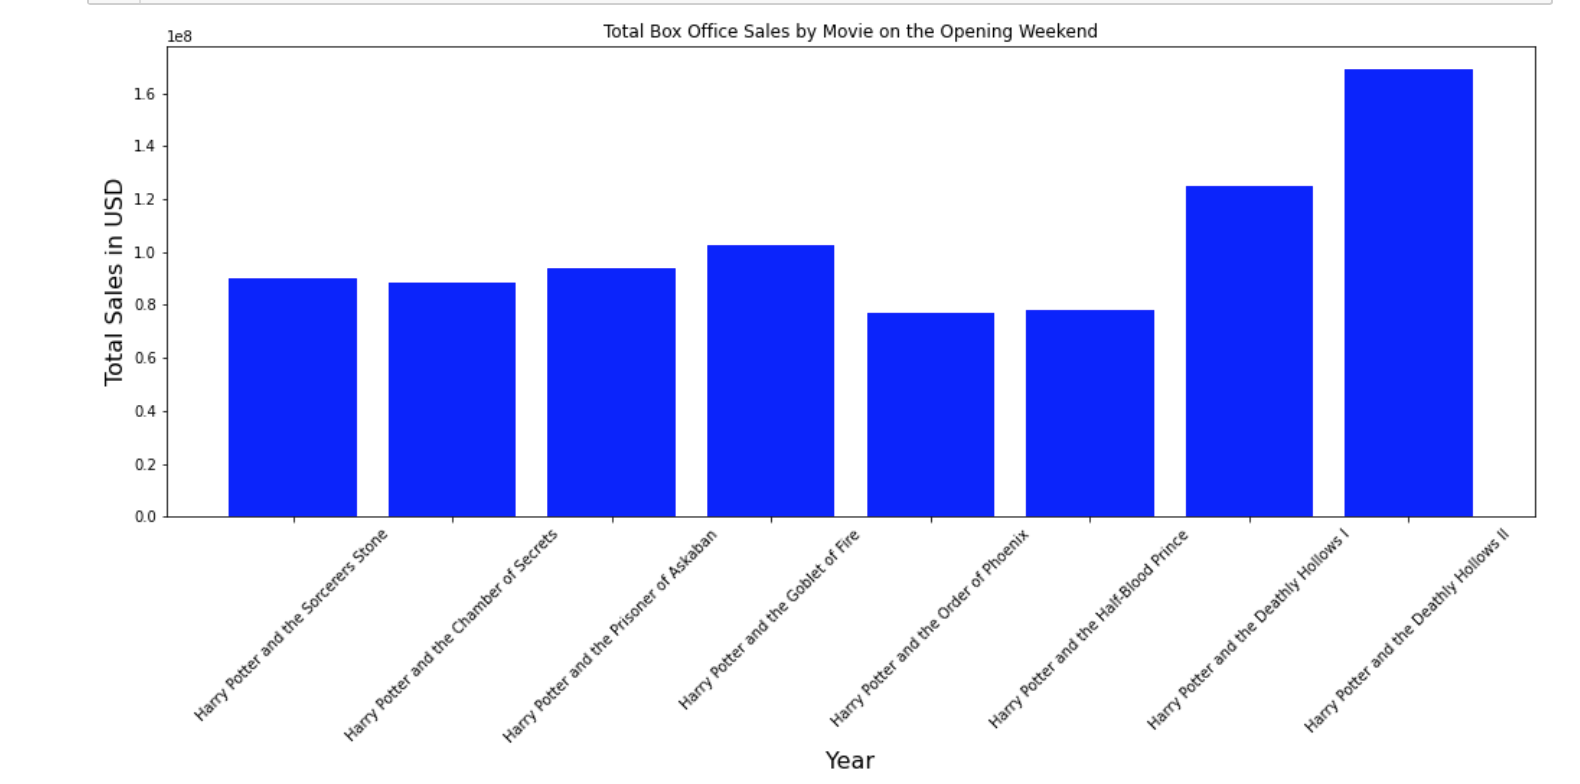 Total Box Office Sales by Movie on the Opening Weekend
1e8
Total Sales in USD
1.6
1.4
1.2
1.0
0.8
0.6
0.4
0.2
0.0
Harry Potter and the Sorcerers Stone
Harry Potter and the Chamber of Secrets
Harry Potter and the Prisoner of Askaban
Harry Potter and the Goblet of Fire
Harry Potter and the Order of Phoenix
Harry Potter and the Half-Blood Prince
Harry Potter and the Deathly Hollows I
Harry Potter and the Deathly Hollows II
Year